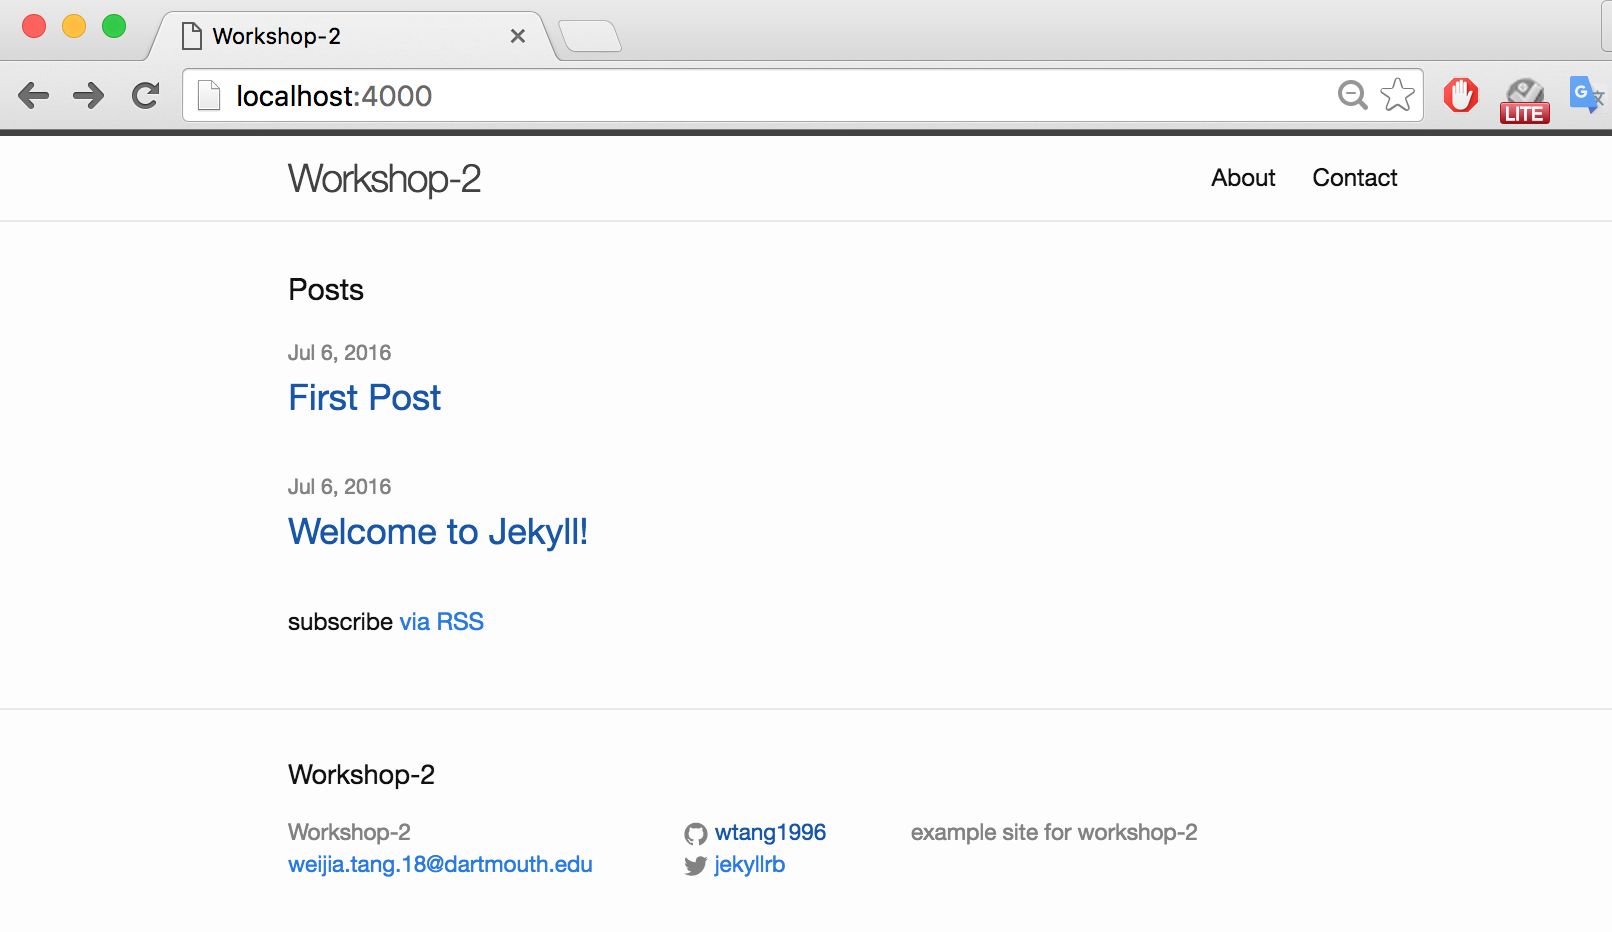 Workshop-2
localhost:4000
LITE
G 文
Workshop-2
About Contact
Posts
Jul 6, 2016
First Post
Jul 6, 2016
Welcome to Jekyll!
subscribe via RSS
Workshop-2
Workshop-2
weijia.tang.18@dartmouth.edu
wtang1996
jekyllrb
example site for workshop-2